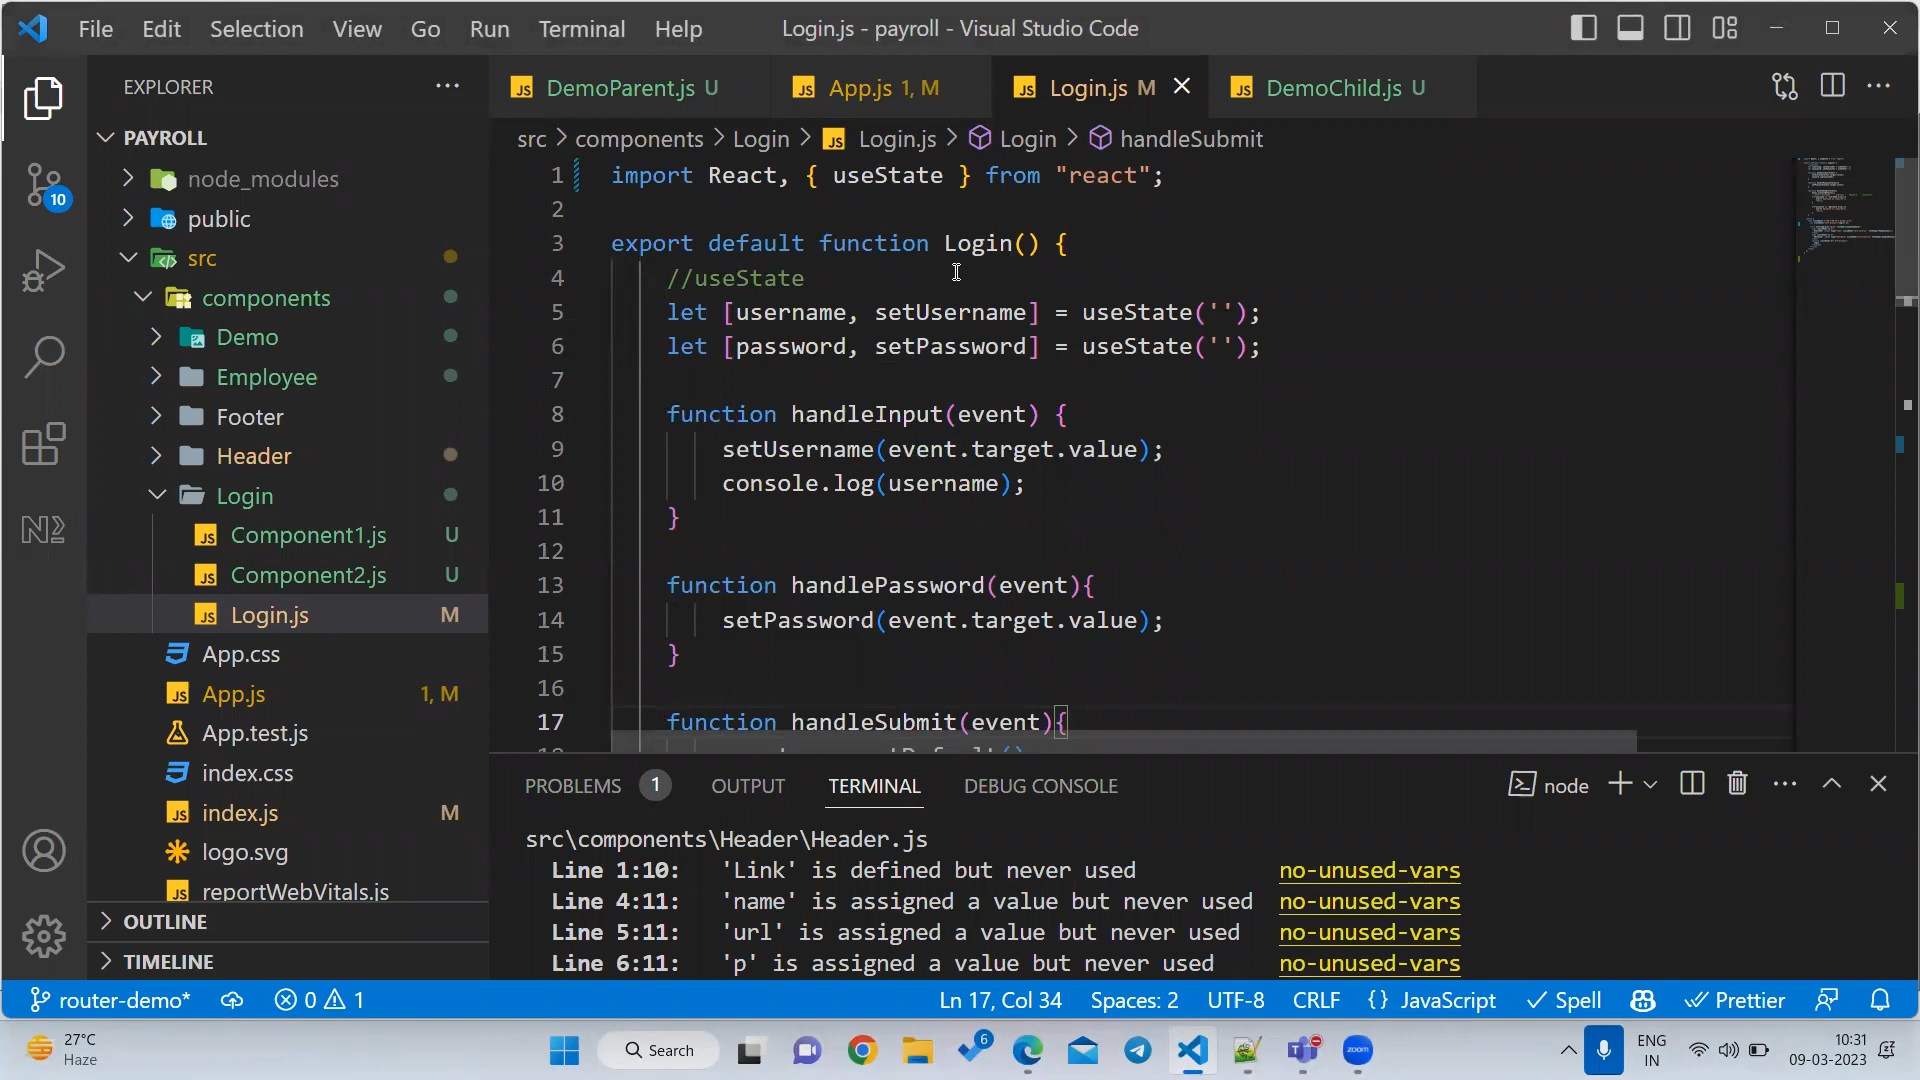 File Edit Selection View Go Run Terminal Help
Login.js - payroll - Visual Studio Code
EXPLORER
PAYROLL
node_modules
public
src
components
Demo
Employee
Footer
Header
Login
Component1.js U
Component2.js U
Login.js M
App.css
App.js 1, M
App.test.js
index.css
index.js M
logo.svg
reportWebVitals.js
OUTLINE
TIMELINE
10
DemoParent.js U
App.js 1, M
Login.js M
DemoChild.js U
src > components > Login > Login.js > Login > handleSubmit
1 import React, { useState } from "react";
2
3 export default function Login() {
4 //useState
5 let [username, setUsername] = useState('');
6 let [password, setPassword] = useState('');
7
8 function handleInput(event) {
9 setUsername(event.target.value);
10 console.log(username);
11 }
12
13 function handlePassword(event){
14 setPassword(event.target.value);
15 }
16
17 function handleSubmit(event){
PROBLEMS 1 OUTPUT TERMINAL DEBUG CONSOLE
node
src\components\Header\Header.js
Line 1:10: 'Link' is defined but never used no-unused-vars
Line 4:11: 'name' is assigned a value but never used no-unused-vars
Line 5:11: 'url' is assigned a value but never used no-unused-vars
Line 6:11: 'p' is assigned a value but never used no-unused-vars
router-demo* 0 1 Ln 17, Col 34 Spaces: 2 UTF-8 CRLF {} JavaScript Spell Prettier
27°C
Haze
Search
6
zoom
ENG
IN
10:31
09-03-2023